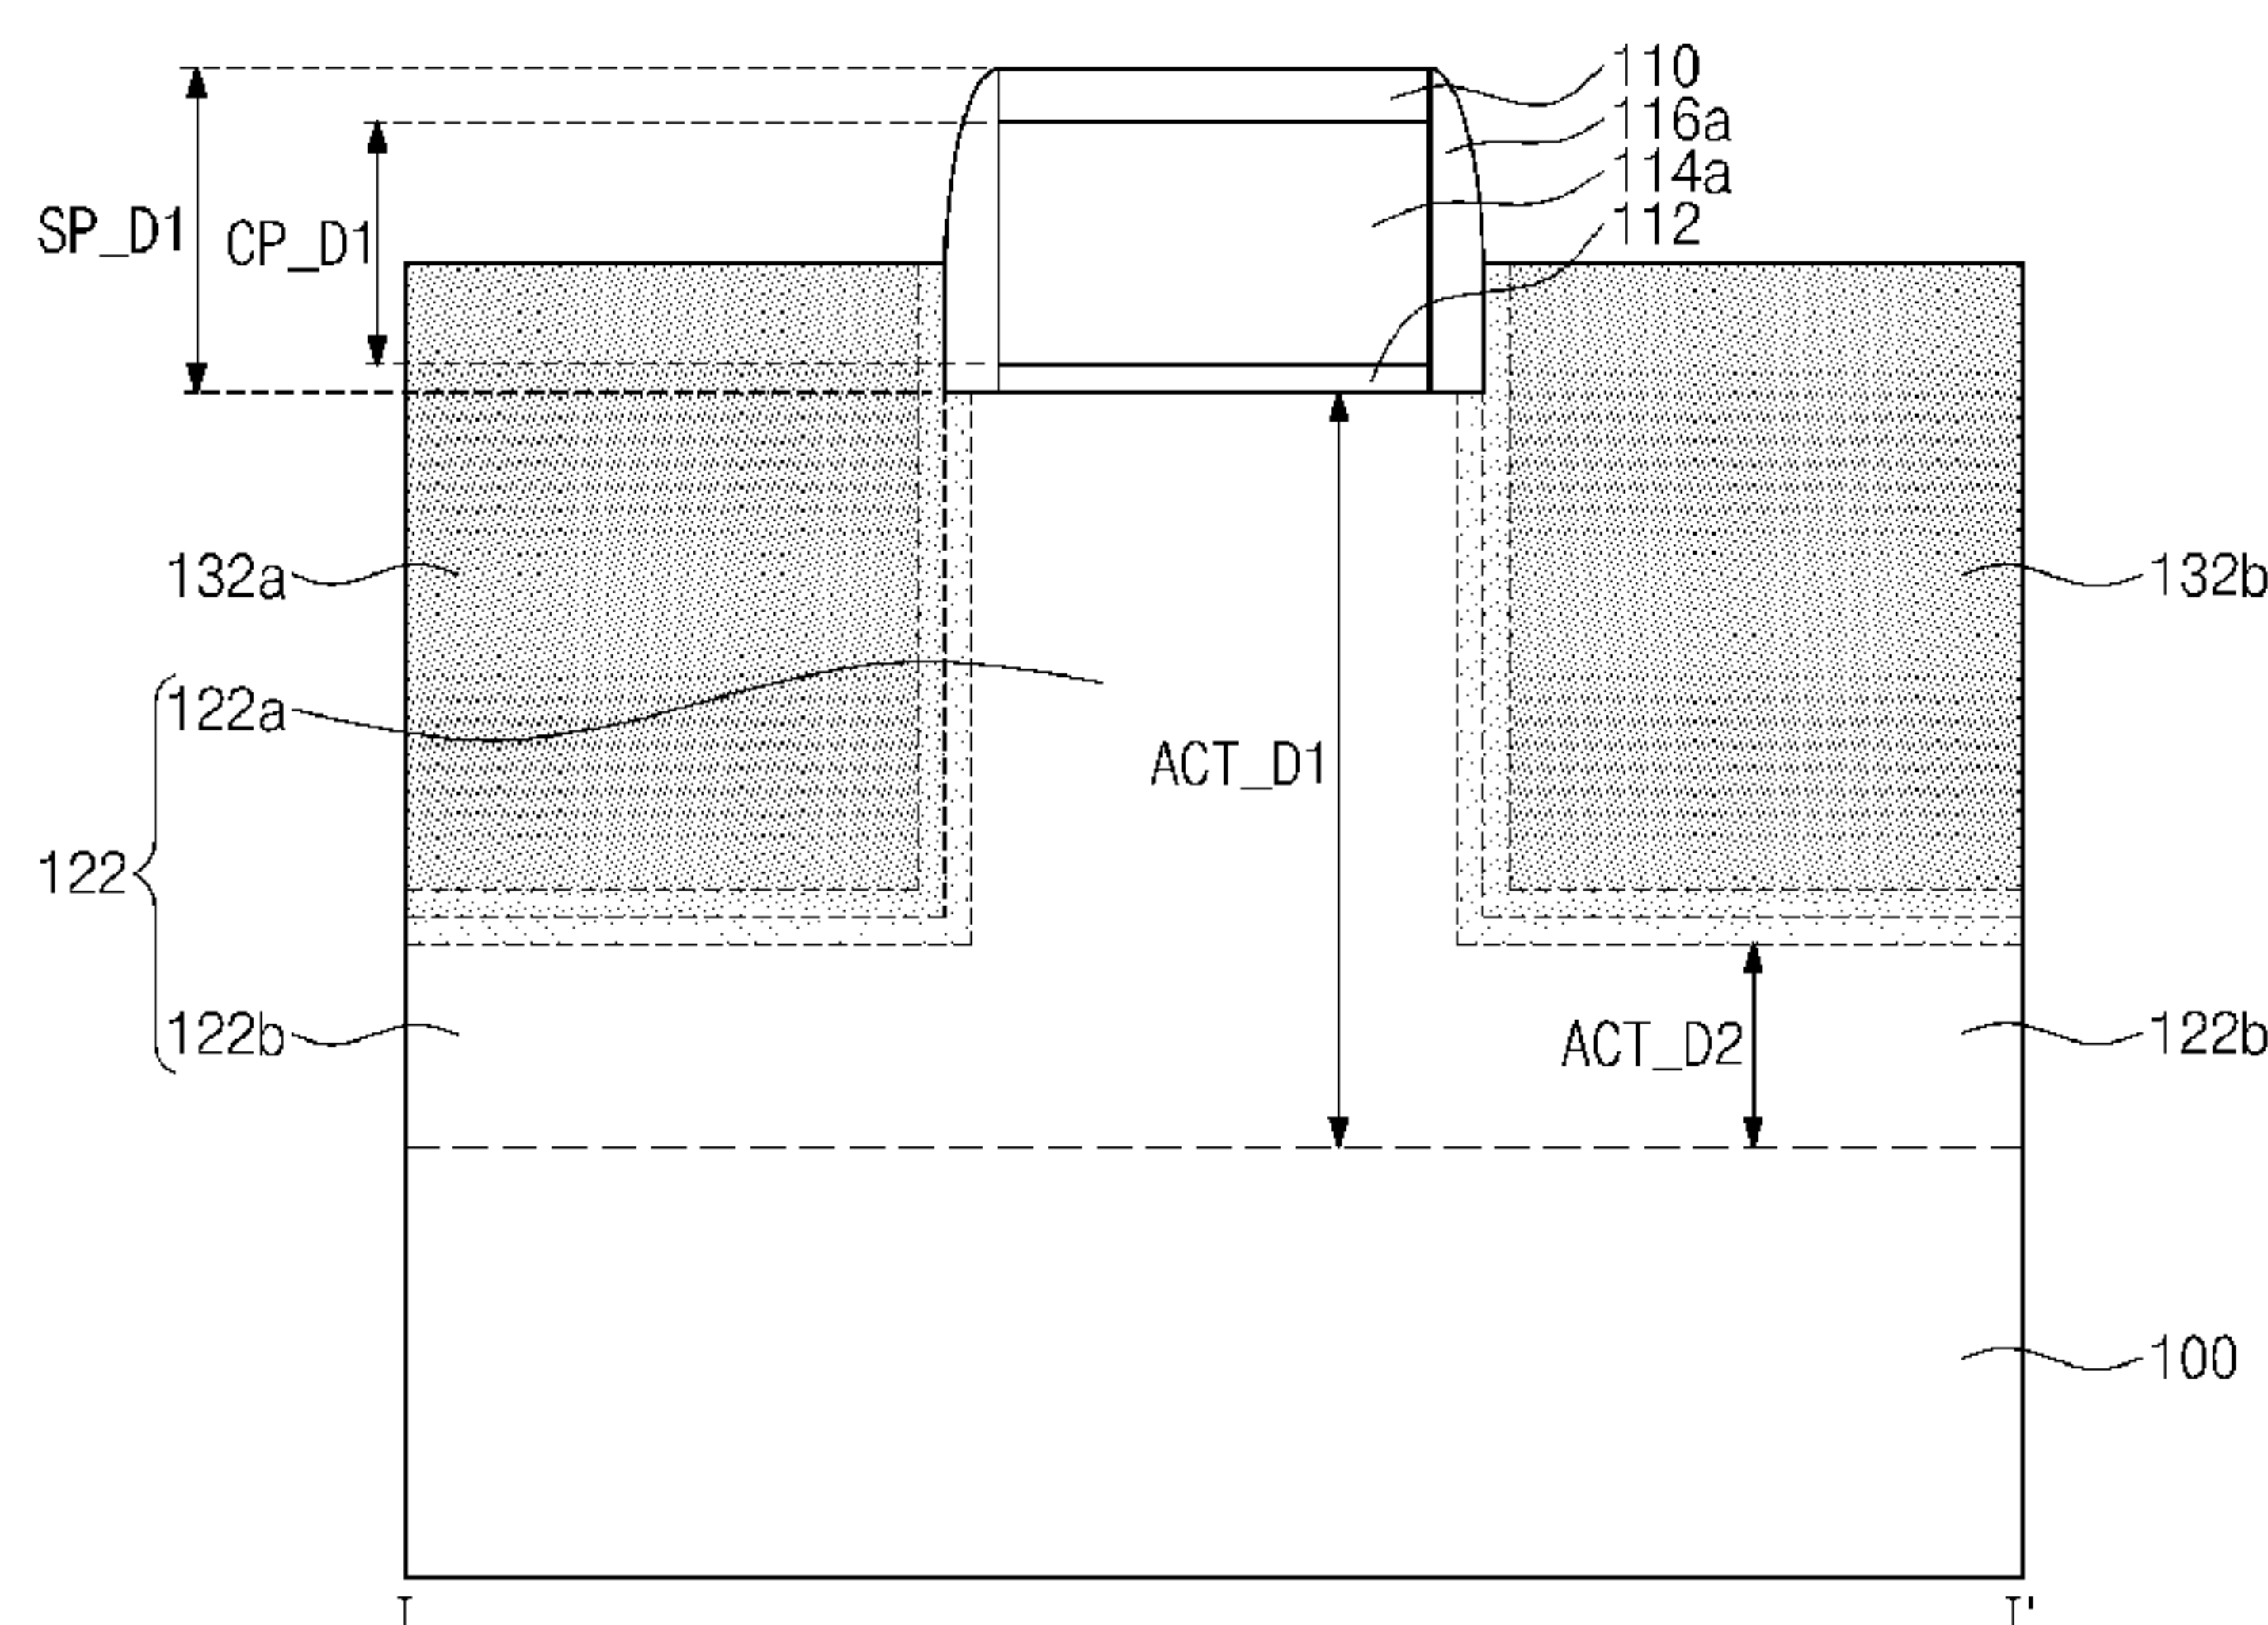 110
116a
114a
112
SP_D1
CP_D1
132a
132b
122a
ACT_D1
122
122b
ACT_D2
122b
100
I
I'